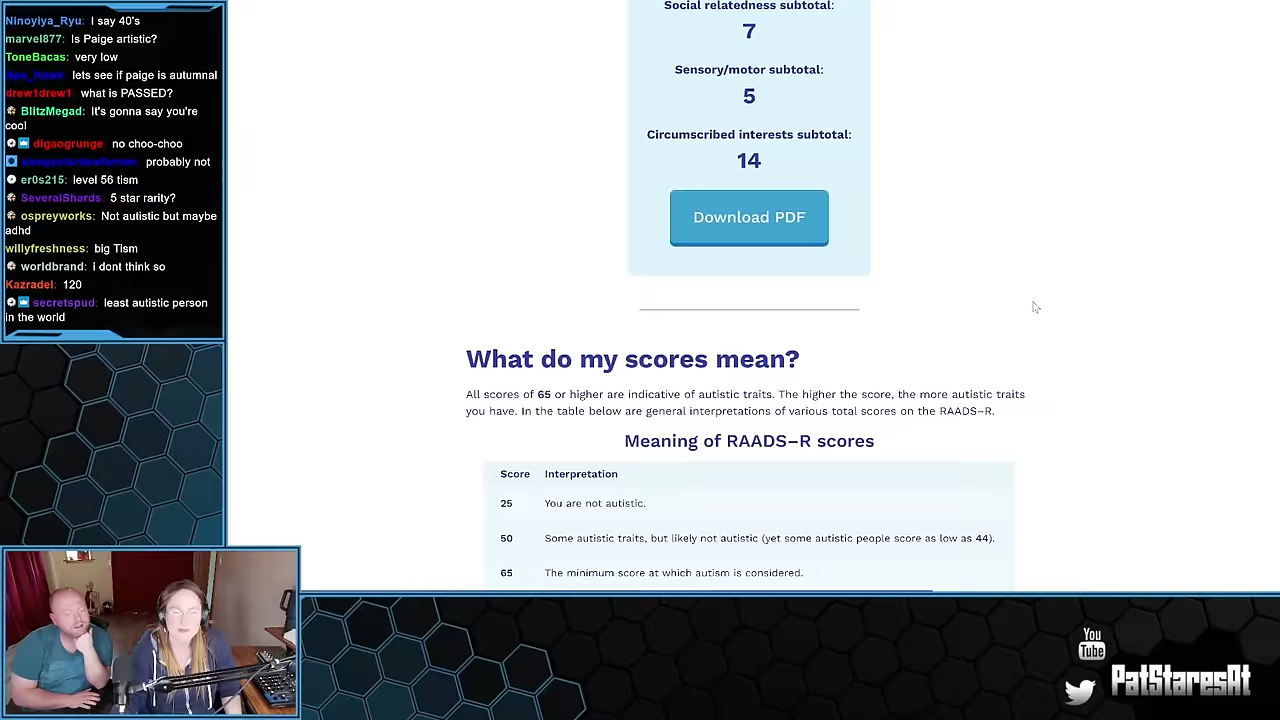 Ninoyiya_Ryu: I say 40's
marvel877: Is Paige artistic?
ToneBacas: very low
lets see if paige is autumnal
drew1drew1 what is PASSED?
BlitzMegad: It's gonna say you're
cool
digaogrunge: no choo-choo
probably not
er0s215: level 56 tism
SeveralShards: 5 star rarity?
ospreyworks: Not autistic but maybe
adhd
willyfreshness: big Tism
worldbrand: i dont think so
Kazradel: 120
secretspud: least autistic person
in the world
Social relatedness subtotal:
7
Sensory/motor subtotal:
5
Circumscribed interests subtotal:
14
Download PDF
What do my scores mean?
All scores of 65 or higher are indicative of autistic traits. The higher the score, the more autistic traits
you have. In the table below are general interpretations of various total scores on the RAADS–R.
Meaning of RAADS–R scores
Score Interpretation
25 You are not autistic.
50 Some autistic traits, but likely not autistic (yet some autistic people score as low as 44).
65 The minimum score at which autism is considered.
You
Tube
PatStaresAt